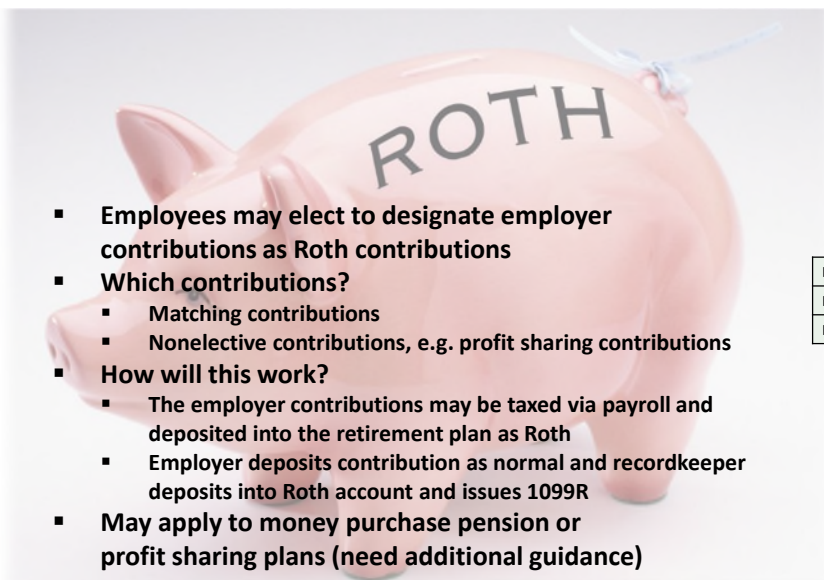 ROTH
▪ Employees may elect to designate employer
contributions as Roth contributions
▪ Which contributions?
▪ Matching contributions
▪ Nonelective contributions, e.g. profit sharing contributions
▪ How will this work?
▪ The employer contributions may be taxed via payroll and
deposited into the retirement plan as Roth
▪ Employer deposits contribution as normal and recordkeeper
deposits into Roth account and issues 1099R
▪ May apply to money purchase pension or
profit sharing plans (need additional guidance)